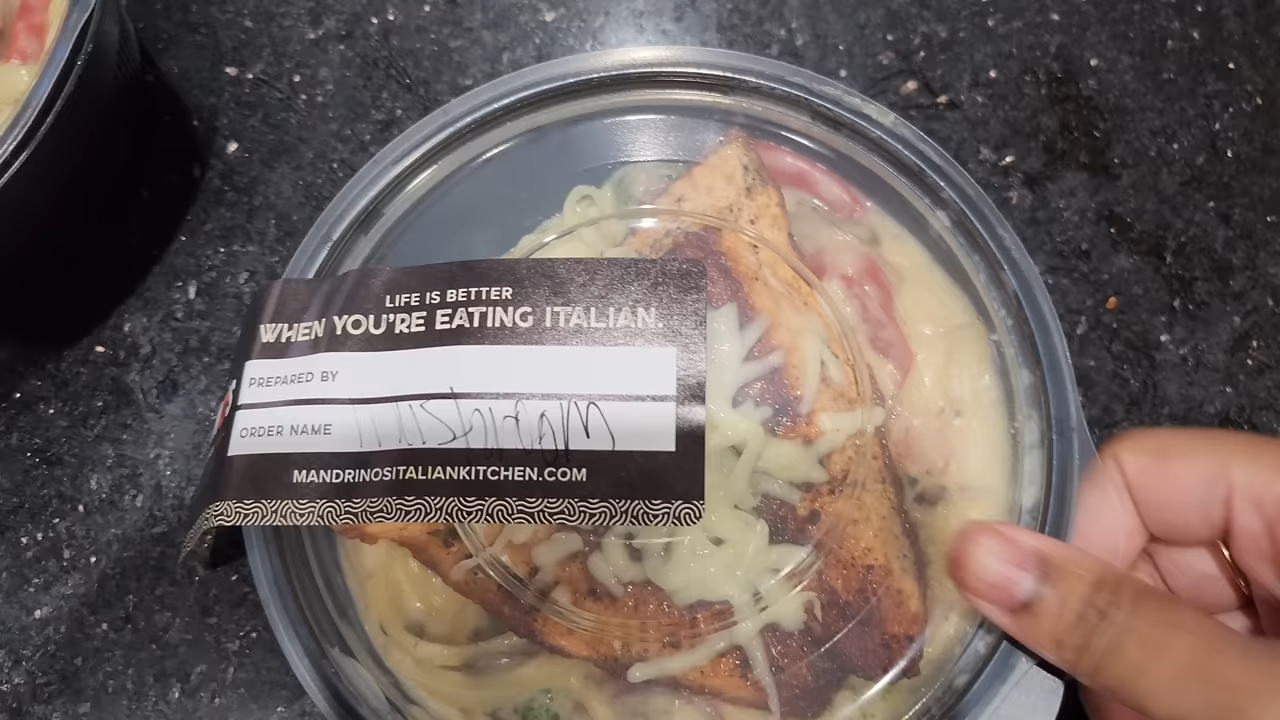 LIFE IS BETTER
WHEN YOU'RE EATING ITALIAN.
PREPARED BY
ORDER NAME
MANDRINOSITALIANKITCHEN.COM